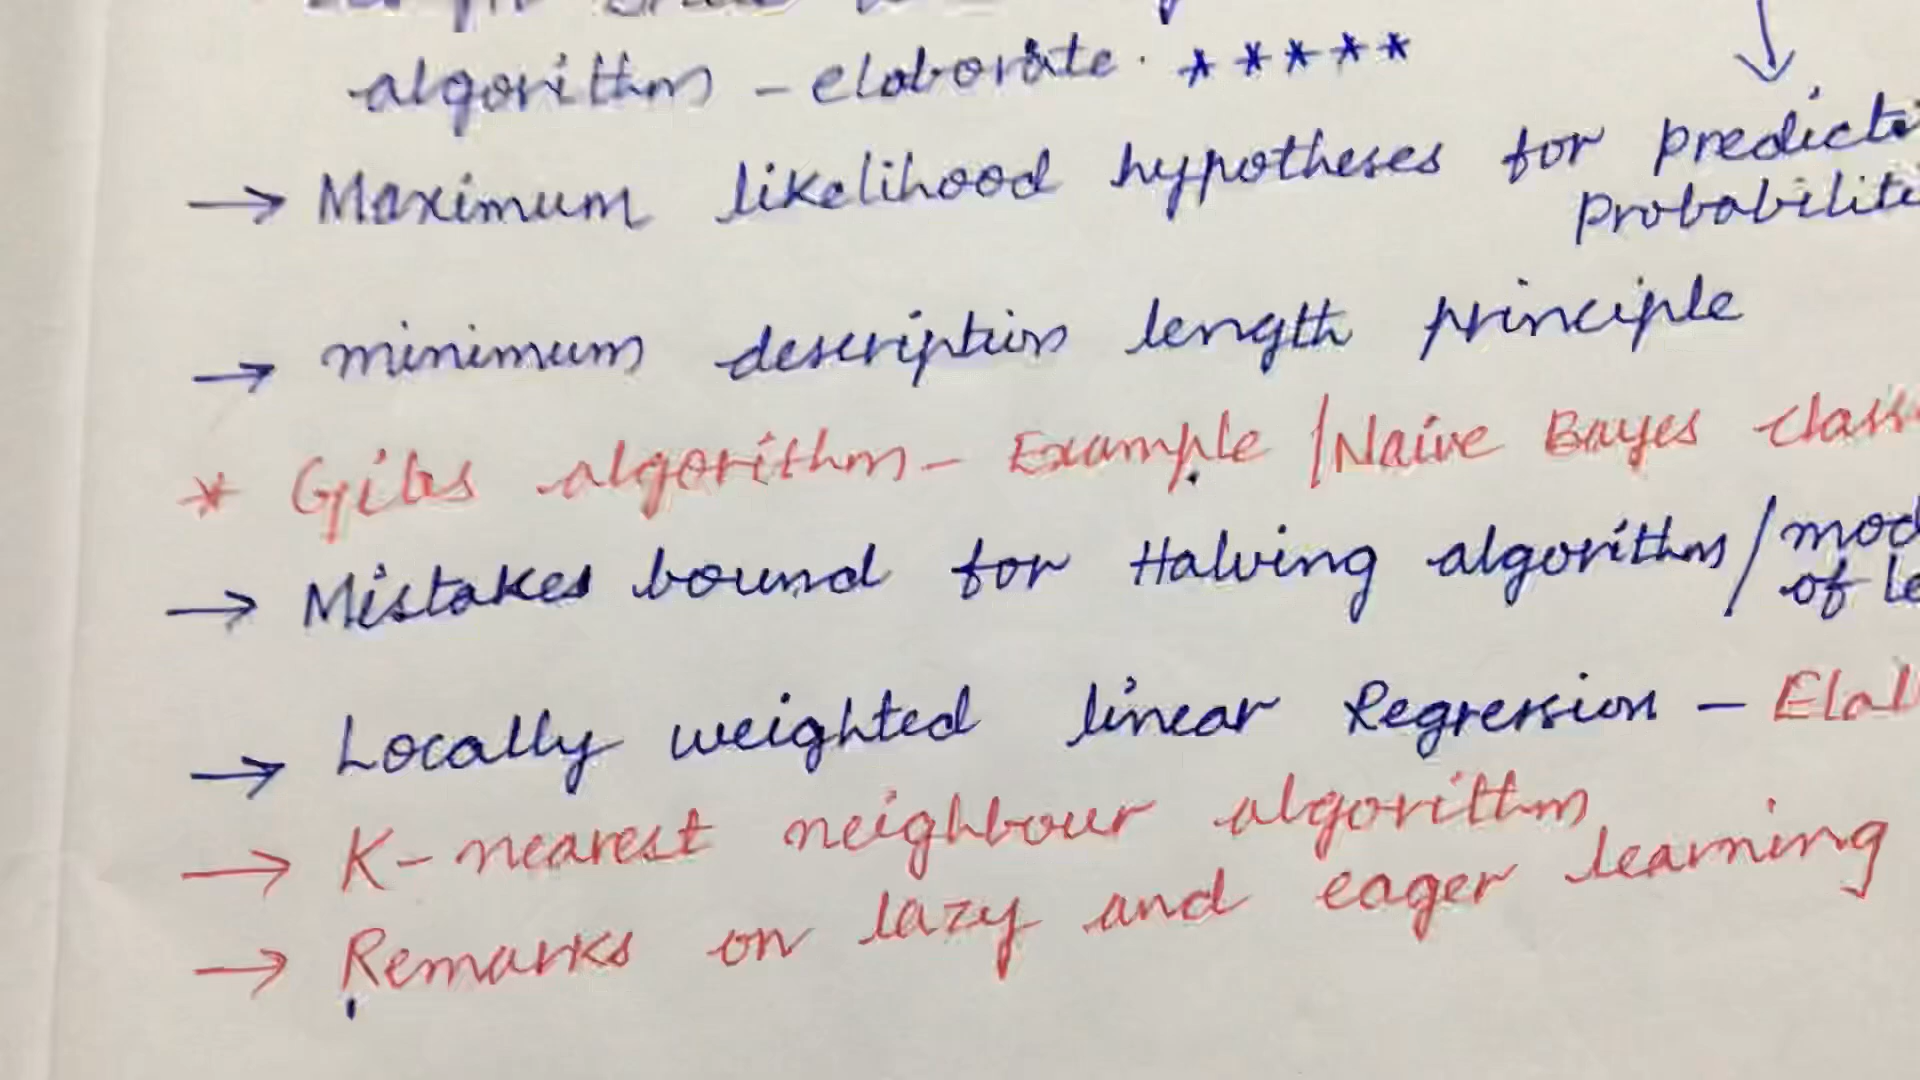 algorithm - elaborate. *****
→ Maximum likelihood hypotheses for predicti
probabiliti
→ minimum description length principle
* Gibs algorithm - Example / Naive Bayes class
→ Mistakes bound for Halving algorithm / mod
of le
→ Locally weighted linear Regression - Elab
→ K-nearest neighbour algorithm
→ Remarks on lazy and eager learning